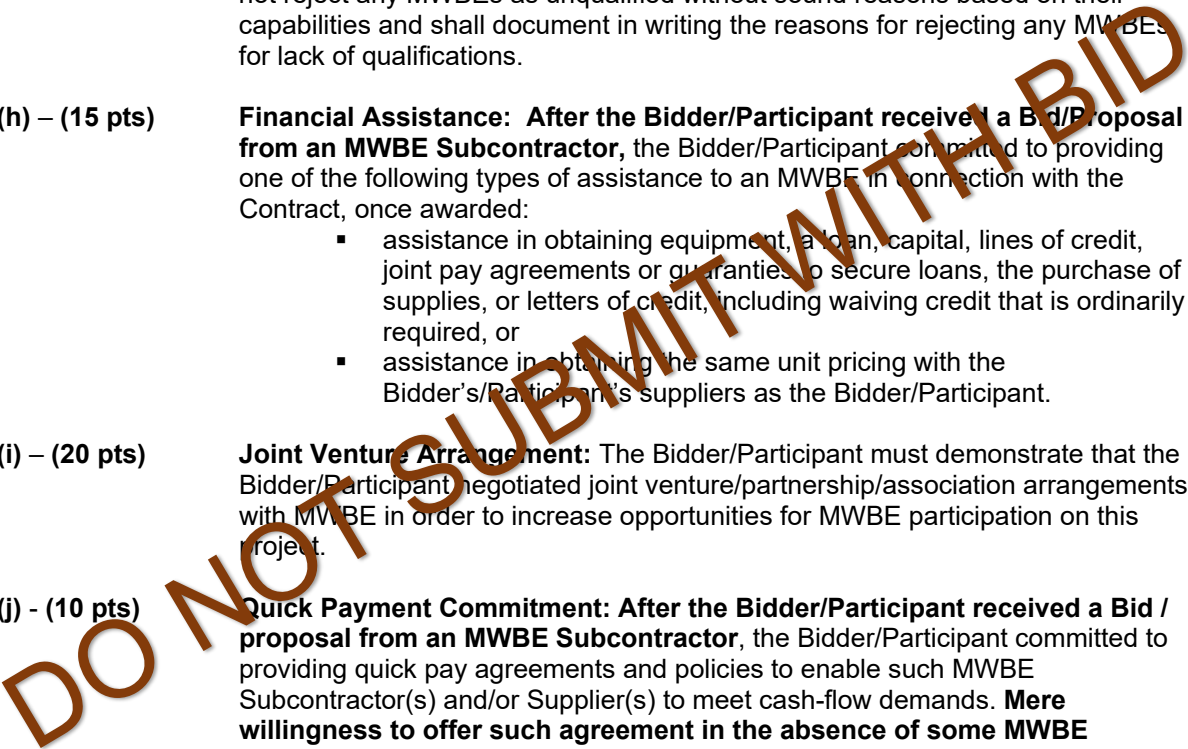 not reject any MWBEs as unqualified without sound reasons based on their
capabilities and shall document in writing the reasons for rejecting any MWBEs
for lack of qualifications.
(h) – (15 pts) Financial Assistance: After the Bidder/Participant received a Bid/Proposal
from an MWBE Subcontractor, the Bidder/Participant committed to providing
one of the following types of assistance to an MWBE in connection with the
Contract, once awarded:
▪ assistance in obtaining equipment, a loan, capital, lines of credit,
joint pay agreements or guaranties to secure loans, the purchase of
supplies, or letters of credit, including waiving credit that is ordinarily
required, or
▪ assistance in obtaining the same unit pricing with the
Bidder's/Participant's suppliers as the Bidder/Participant.
(i) – (20 pts) Joint Venture Arrangement: The Bidder/Participant must demonstrate that the
Bidder/Participant negotiated joint venture/partnership/association arrangements
with MWBE in order to increase opportunities for MWBE participation on this
project.
(j) - (10 pts) Quick Payment Commitment: After the Bidder/Participant received a Bid /
proposal from an MWBE Subcontractor, the Bidder/Participant committed to
providing quick pay agreements and policies to enable such MWBE
Subcontractor(s) and/or Supplier(s) to meet cash-flow demands. Mere
willingness to offer such agreement in the absence of some MWBE
DO NOT SUBMIT WITH BID